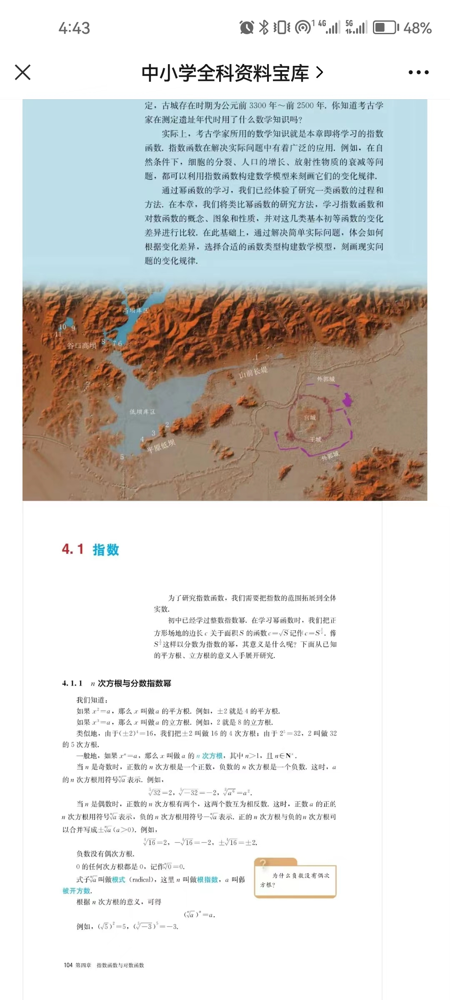 4:43
1 4G 5G 48%
中小学全科资料宝库 >
定，古城存在时期为公元前 3300 年～前 2500 年. 你知道考古学
家在测定遗址年代时用了什么数学知识吗？
实际上，考古学家所用的数学知识就是本章即将学习的指数
函数. 指数函数在解决实际问题中有着广泛的应用. 例如，在自
然条件下，细胞的分裂、人口的增长、放射性物质的衰减等问
题，都可以利用指数函数构建数学模型来刻画它们的变化规律.
通过幂函数的学习，我们已经体验了研究一类函数的过程和
方法. 在本章，我们将类比幂函数的研究方法，学习指数函数和
对数函数的概念、图象和性质，并对这几类基本初等函数的变化
差异进行比较. 在此基础上，通过解决简单实际问题，体会如何
根据变化差异，选择合适的函数类型构建数学模型，刻画现实问
题的变化规律.
高坝库区
10 9
11
谷口高坝
8 7 6
1
山前长堤
外郭城
低坝库区
宫城
2
3
4
平原低坝
王城
5
外郭城
4.1 指数
为了研究指数函数，我们需要把指数的范围拓展到全体
实数.
初中已经学过整数指数幂. 在学习幂函数时，我们把正
方形场地的边长 c 关于面积 S 的函数 c=√S 记作 c=S^{1/2}. 像
S^{1/2} 这样以分数为指数的幂，其意义是什么呢？下面从已知
的平方根、立方根的意义入手展开研究.
4.1.1 n 次方根与分数指数幂
我们知道：
如果 x²=a，那么 x 叫做 a 的平方根. 例如，±2 就是 4 的平方根.
如果 x³=a，那么 x 叫做 a 的立方根. 例如，2 就是 8 的立方根.
类似地，由于(±2)⁴=16，我们把±2 叫做 16 的 4 次方根；由于 2⁵=32，2 叫做 32
的 5 次方根.
一般地，如果 xⁿ=a，那么 x 叫做 a 的 n 次方根，其中 n>1，且 n∈N*.
当 n 是奇数时，正数的 n 次方根是一个正数，负数的 n 次方根是一个负数. 这时，a
的 n 次方根用符号ⁿ√a 表示. 例如，
⁵√32=2，⁵√-32=-2，³√a⁶=a².
当 n 是偶数时，正数的 n 次方根有两个，这两个数互为相反数. 这时，正数 a 的正的
n 次方根用符号ⁿ√a 表示，负的 n 次方根用符号-ⁿ√a 表示. 正的 n 次方根与负的 n 次方根可
以合并写成±ⁿ√a (a>0). 例如，
⁴√16=2，-⁴√16=-2，±⁴√16=±2.
负数没有偶次方根.
0 的任何次方根都是 0，记作ⁿ√0=0.
式子ⁿ√a 叫做根式 (radical)，这里 n 叫做根指数，a 叫做
被开方数.
?
为什么负数没有偶次
方根？
根据 n 次方根的意义，可得
(ⁿ√a)ⁿ=a.
例如，(√5)²=5，(⁵√-3)⁵=-3.
104 第四章 指数函数与对数函数